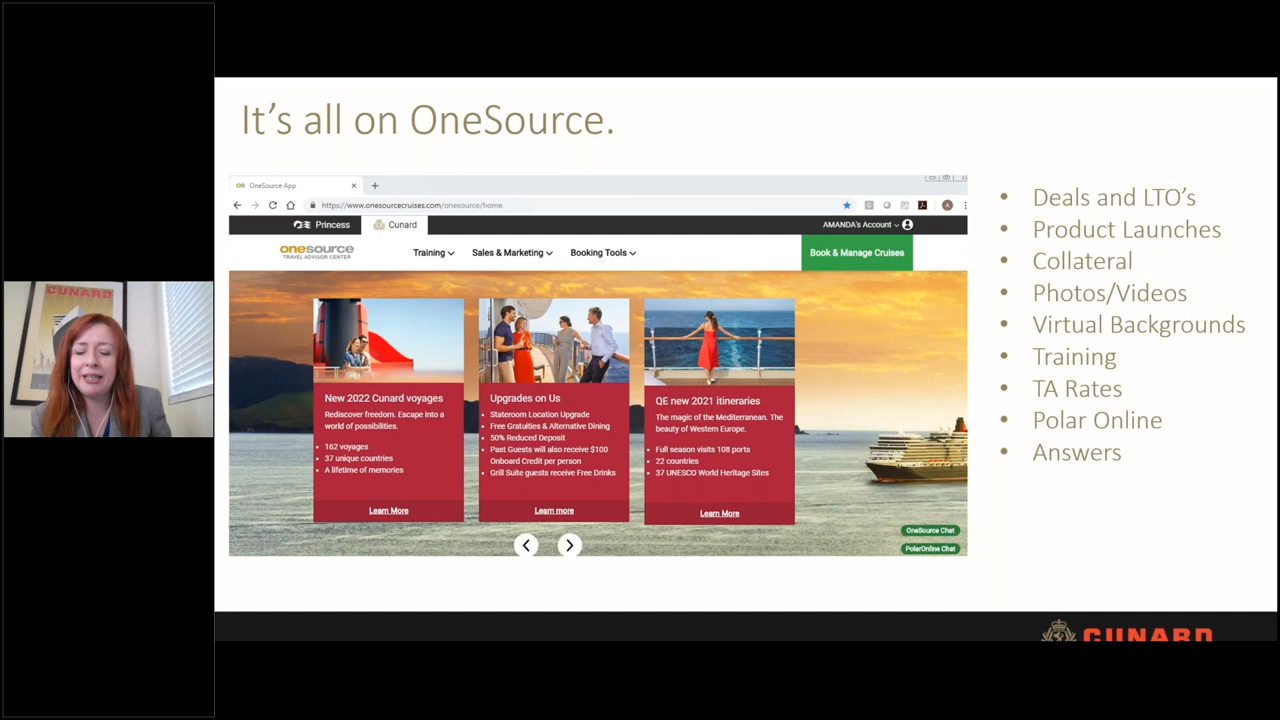 It's all on OneSource.
OneSource App
https://www.onesourcecruises.com/onesource/home
Princess
Cunard
AMANDA's Account
onesource
TRAVEL ADVISOR CENTER
Training
Sales & Marketing
Booking Tools
Book & Manage Cruises
New 2022 Cunard voyages
Rediscover freedom. Escape into a
world of possibilities.
• 162 voyages
• 37 unique countries
• A lifetime of memories
Learn More
Upgrades on Us
• Stateroom Location Upgrade
• Free Gratuities & Alternative Dining
• 50% Reduced Deposit
• Past Guests will also receive $100
Onboard Credit per person
• Grill Suite guests receive Free Drinks
Learn more
QE new 2021 itineraries
The magic of the Mediterranean. The
beauty of Western Europe.
• Full season visits 108 ports
• 22 countries
• 37 UNESCO World Heritage Sites
Learn More
OneSource Chat
PolarOnline Chat
• Deals and LTO's
• Product Launches
• Collateral
• Photos/Videos
• Virtual Backgrounds
• Training
• TA Rates
• Polar Online
• Answers
CUNARD
CUNARD